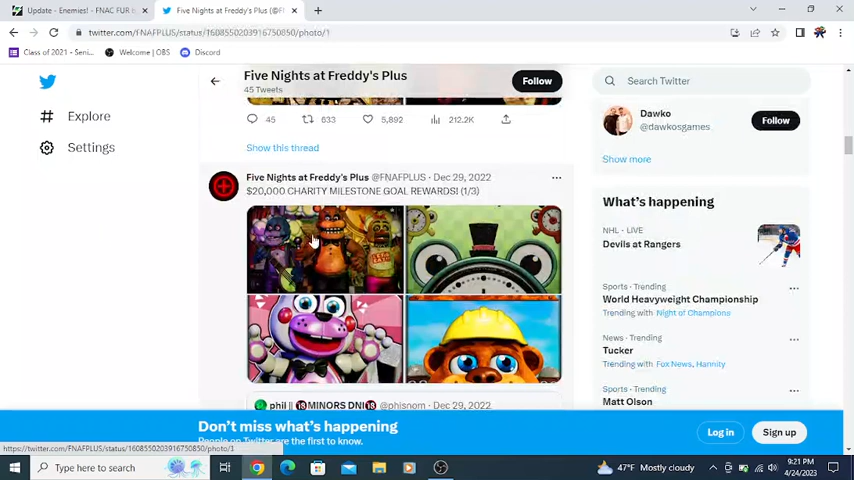 Update - Enemies! - FNAC FUR b
Five Nights at Freddy's Plus (@F
twitter.com/FNAFPLUS/status/1608550203916750850/photo/1
Class of 2021 - Seni...
Welcome | OBS
Discord
Explore
Settings
Five Nights at Freddy's Plus
45 Tweets
Follow
45
633
5,892
212.2K
Show this thread
Five Nights at Freddy's Plus @FNAFPLUS · Dec 29, 2022
$20,000 CHARITY MILESTONE GOAL REWARDS! (1/3)
phil || 🔞MINORS DNI🔞 @phisnom · Dec 29, 2022
Search Twitter
Dawko
@dawkosgames
Follow
Show more
What's happening
NHL · LIVE
Devils at Rangers
Sports · Trending
World Heavyweight Championship
Trending with Night of Champions
News · Trending
Tucker
Trending with Fox News, Hannity
Sports · Trending
Matt Olson
Don't miss what's happening
People on Twitter are the first to know.
Log in
Sign up
https://twitter.com/FNAFPLUS/status/1608550203916750850/photo/1
Type here to search
47°F Mostly cloudy
9:21 PM
4/24/2023